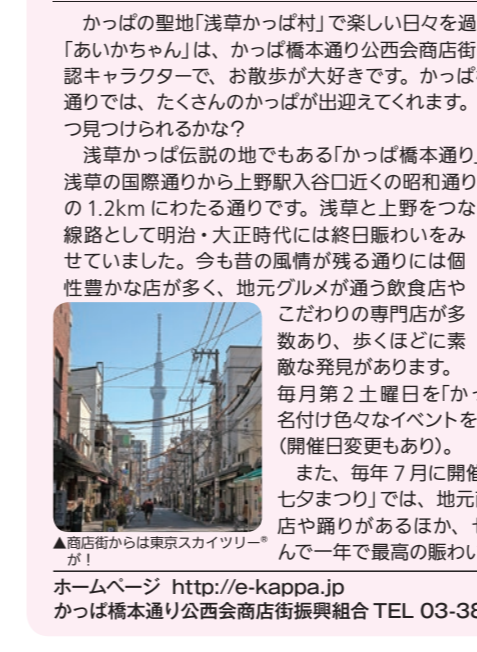 かっぱの聖地「浅草かっぱ村」で楽しい日々を過
「あいかちゃん」は、かっぱ橋本通り公西会商店街
認キャラクターで、お散歩が大好きです。かっぱ
通りでは、たくさんのかっぱが出迎えてくれます。
つ見つけられるかな？
浅草かっぱ伝説の地でもある「かっぱ橋本通り」
浅草の国際通りから上野駅入谷口近くの昭和通り
の 1.2km にわたる通りです。浅草と上野をつな
線路として明治・大正時代には終日賑わいをみ
せていました。今も昔の風情が残る通りには個
性豊かな店が多く、地元グルメが通う飲食店や
こだわりの専門店が多
数あり、歩くほどに素
敵な発見があります。
毎月第２土曜日を「かっ
名付け色々なイベントを
（開催日変更もあり）。
また、毎年７月に開催
七夕まつり」では、地元
店や踊りがあるほか、
んで一年で最高の賑わい
▲商店街からは東京スカイツリー®
が！
ホームページ http://e-kappa.jp
かっぱ橋本通り公西会商店街振興組合 TEL 03-38